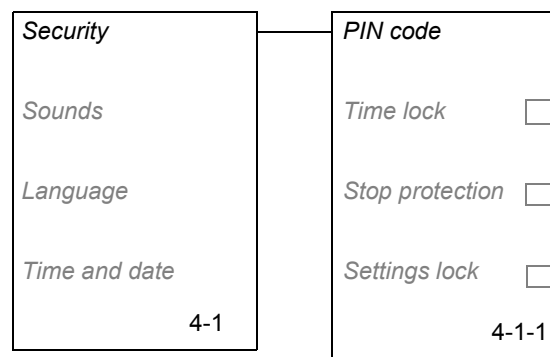 Security
Sounds
Language
Time and date
4-1
PIN code
Time lock
Stop protection
Settings lock
4-1-1